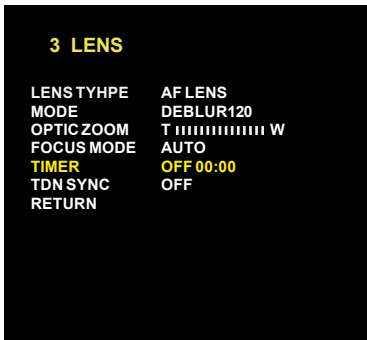 3 LENS
LENS TYHPE AF LENS
MODE DEBLUR120
OPTIC ZOOM T IIIIIIIIIIIIIII W
FOCUS MODE AUTO
TIMER OFF 00:00
TDN SYNC OFF
RETURN